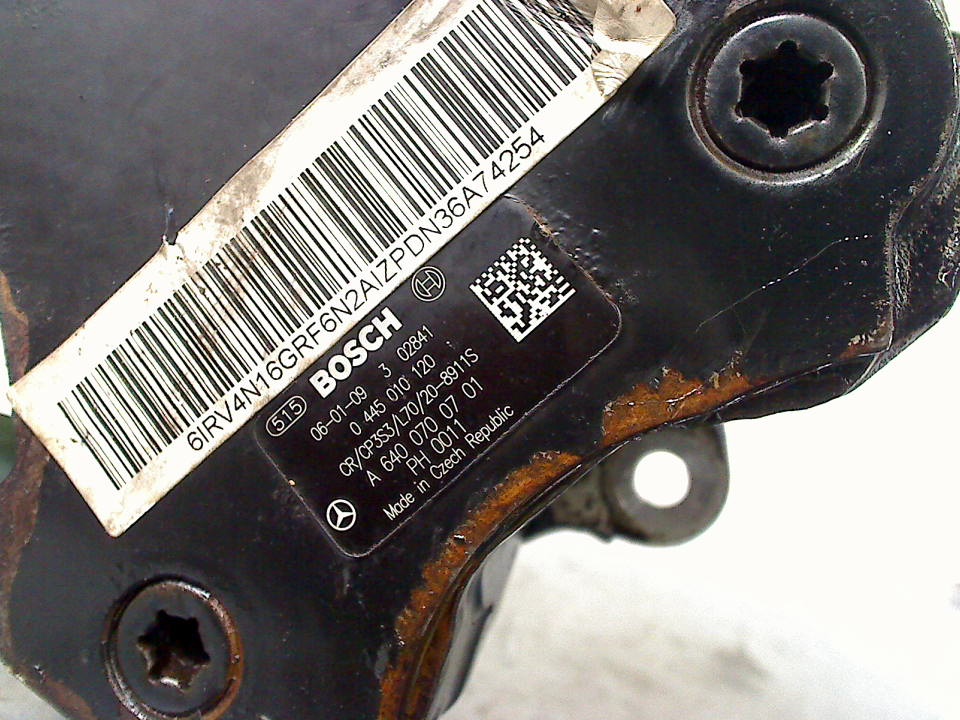 6IRV4N16GRF6N2AIZPDN36A74254
515 BOSCH
06-01-09 3 02841
0 445 010 120
CR/CP3S3/L70/20-8911S
A 640 070 07 01
PH 0011
Made in Czech Republic